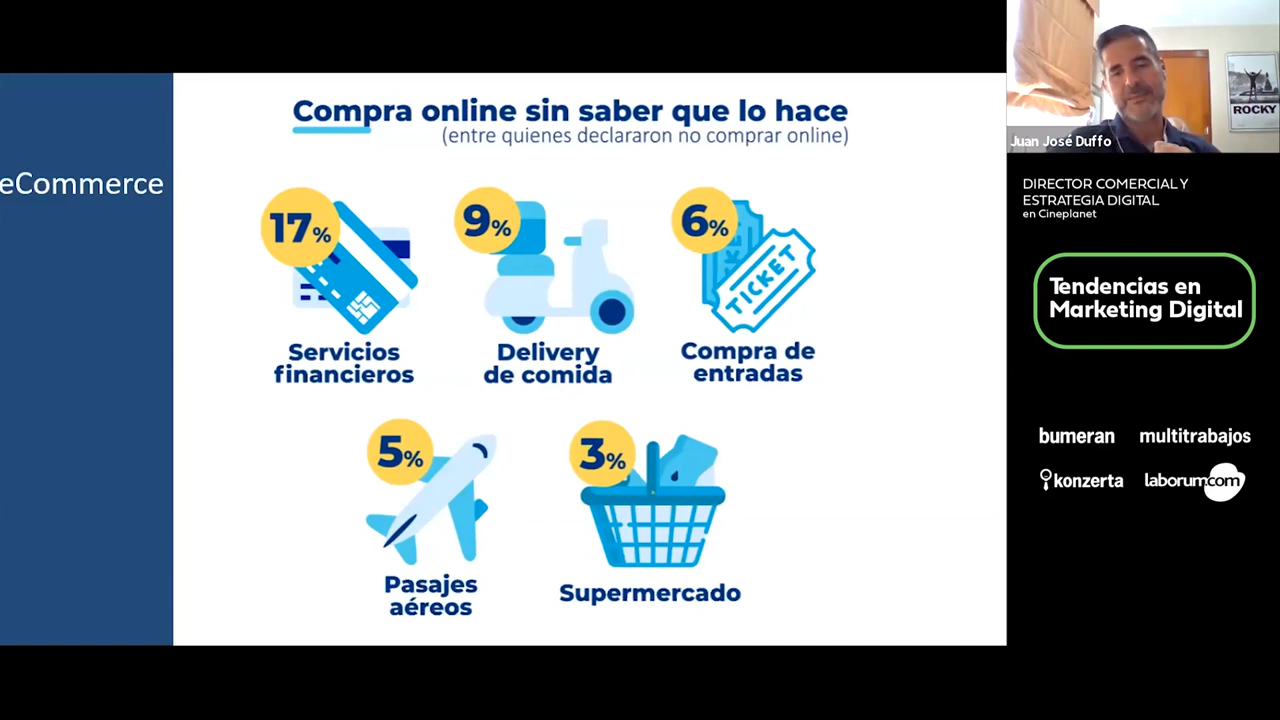 eCommerce
Compra online sin saber que lo hace
(entre quienes declararon no comprar online)
17%
Servicios
financieros
9%
Delivery
de comida
6%
TICKET
Compra de
entradas
5%
Pasajes
aéreos
3%
Supermercado
ROCKY
Juan José Duffo
DIRECTOR COMERCIAL Y
ESTRATEGIA DIGITAL
en Cineplanet
Tendencias en
Marketing Digital
bumeran multitrabajos
konzerta laborum.com